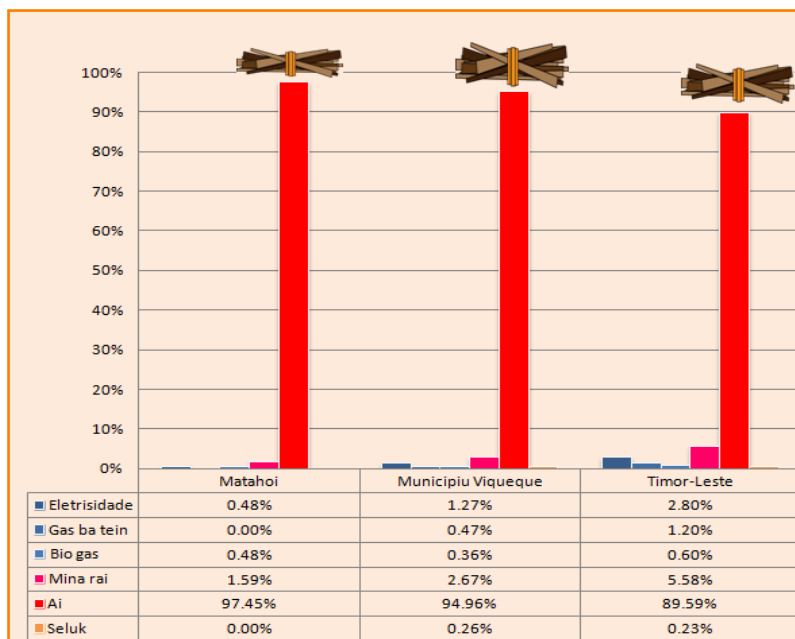 100%
90%
80%
70%
60%
50%
40%
30%
20%
10%
0%
Matahoi Municipiu Viqueque Timor-Leste
Eletrisidade 0.48% 1.27% 2.80%
Gas ba tein 0.00% 0.47% 1.20%
Bio gas 0.48% 0.36% 0.60%
Mina rai 1.59% 2.67% 5.58%
Ai 97.45% 94.96% 89.59%
Seluk 0.00% 0.26% 0.23%